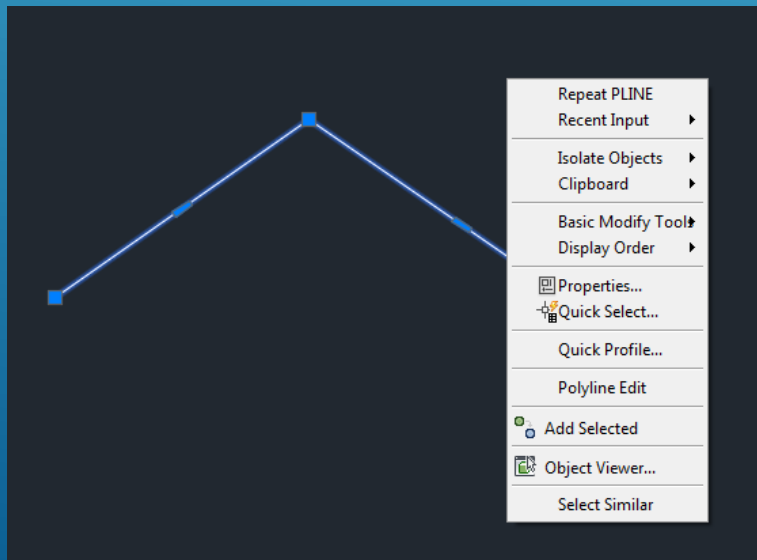 Repeat PLINE
Recent Input
Isolate Objects
Clipboard
Basic Modify Tools
Display Order
Properties...
Quick Select...
Quick Profile...
Polyline Edit
Add Selected
Object Viewer...
Select Similar